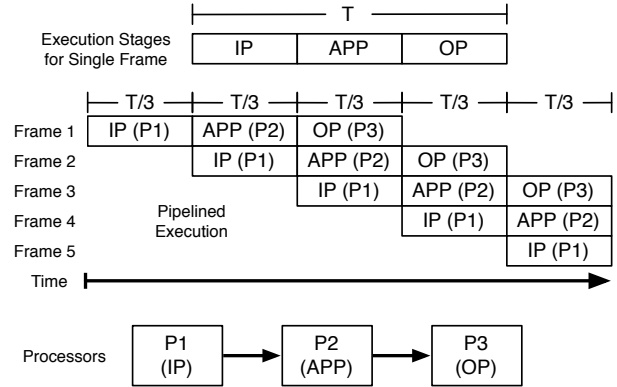 T
Execution Stages
for Single Frame
IP APP OP
T/3 T/3 T/3 T/3 T/3
Frame 1 IP (P1) APP (P2) OP (P3)
Frame 2 IP (P1) APP (P2) OP (P3)
Frame 3 IP (P1) APP (P2) OP (P3)
Frame 4 IP (P1) APP (P2)
Frame 5 IP (P1)
Pipelined
Execution
Time
Processors
P1
(IP)
P2
(APP)
P3
(OP)